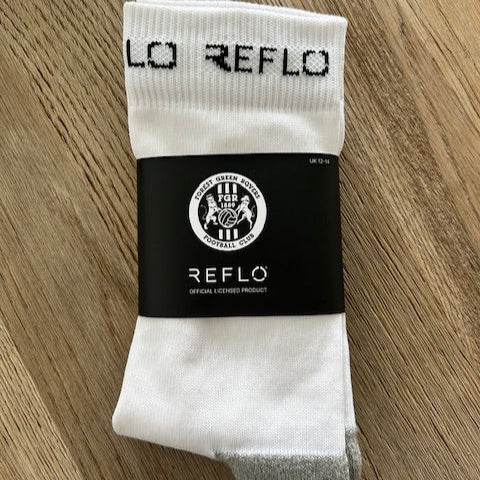 LO REFLO
UK 12-14
FOREST GREEN ROVERS
FGR
1889
FOOTBALL CLUB
REFLO
OFFICIAL LICENSED PRODUCT